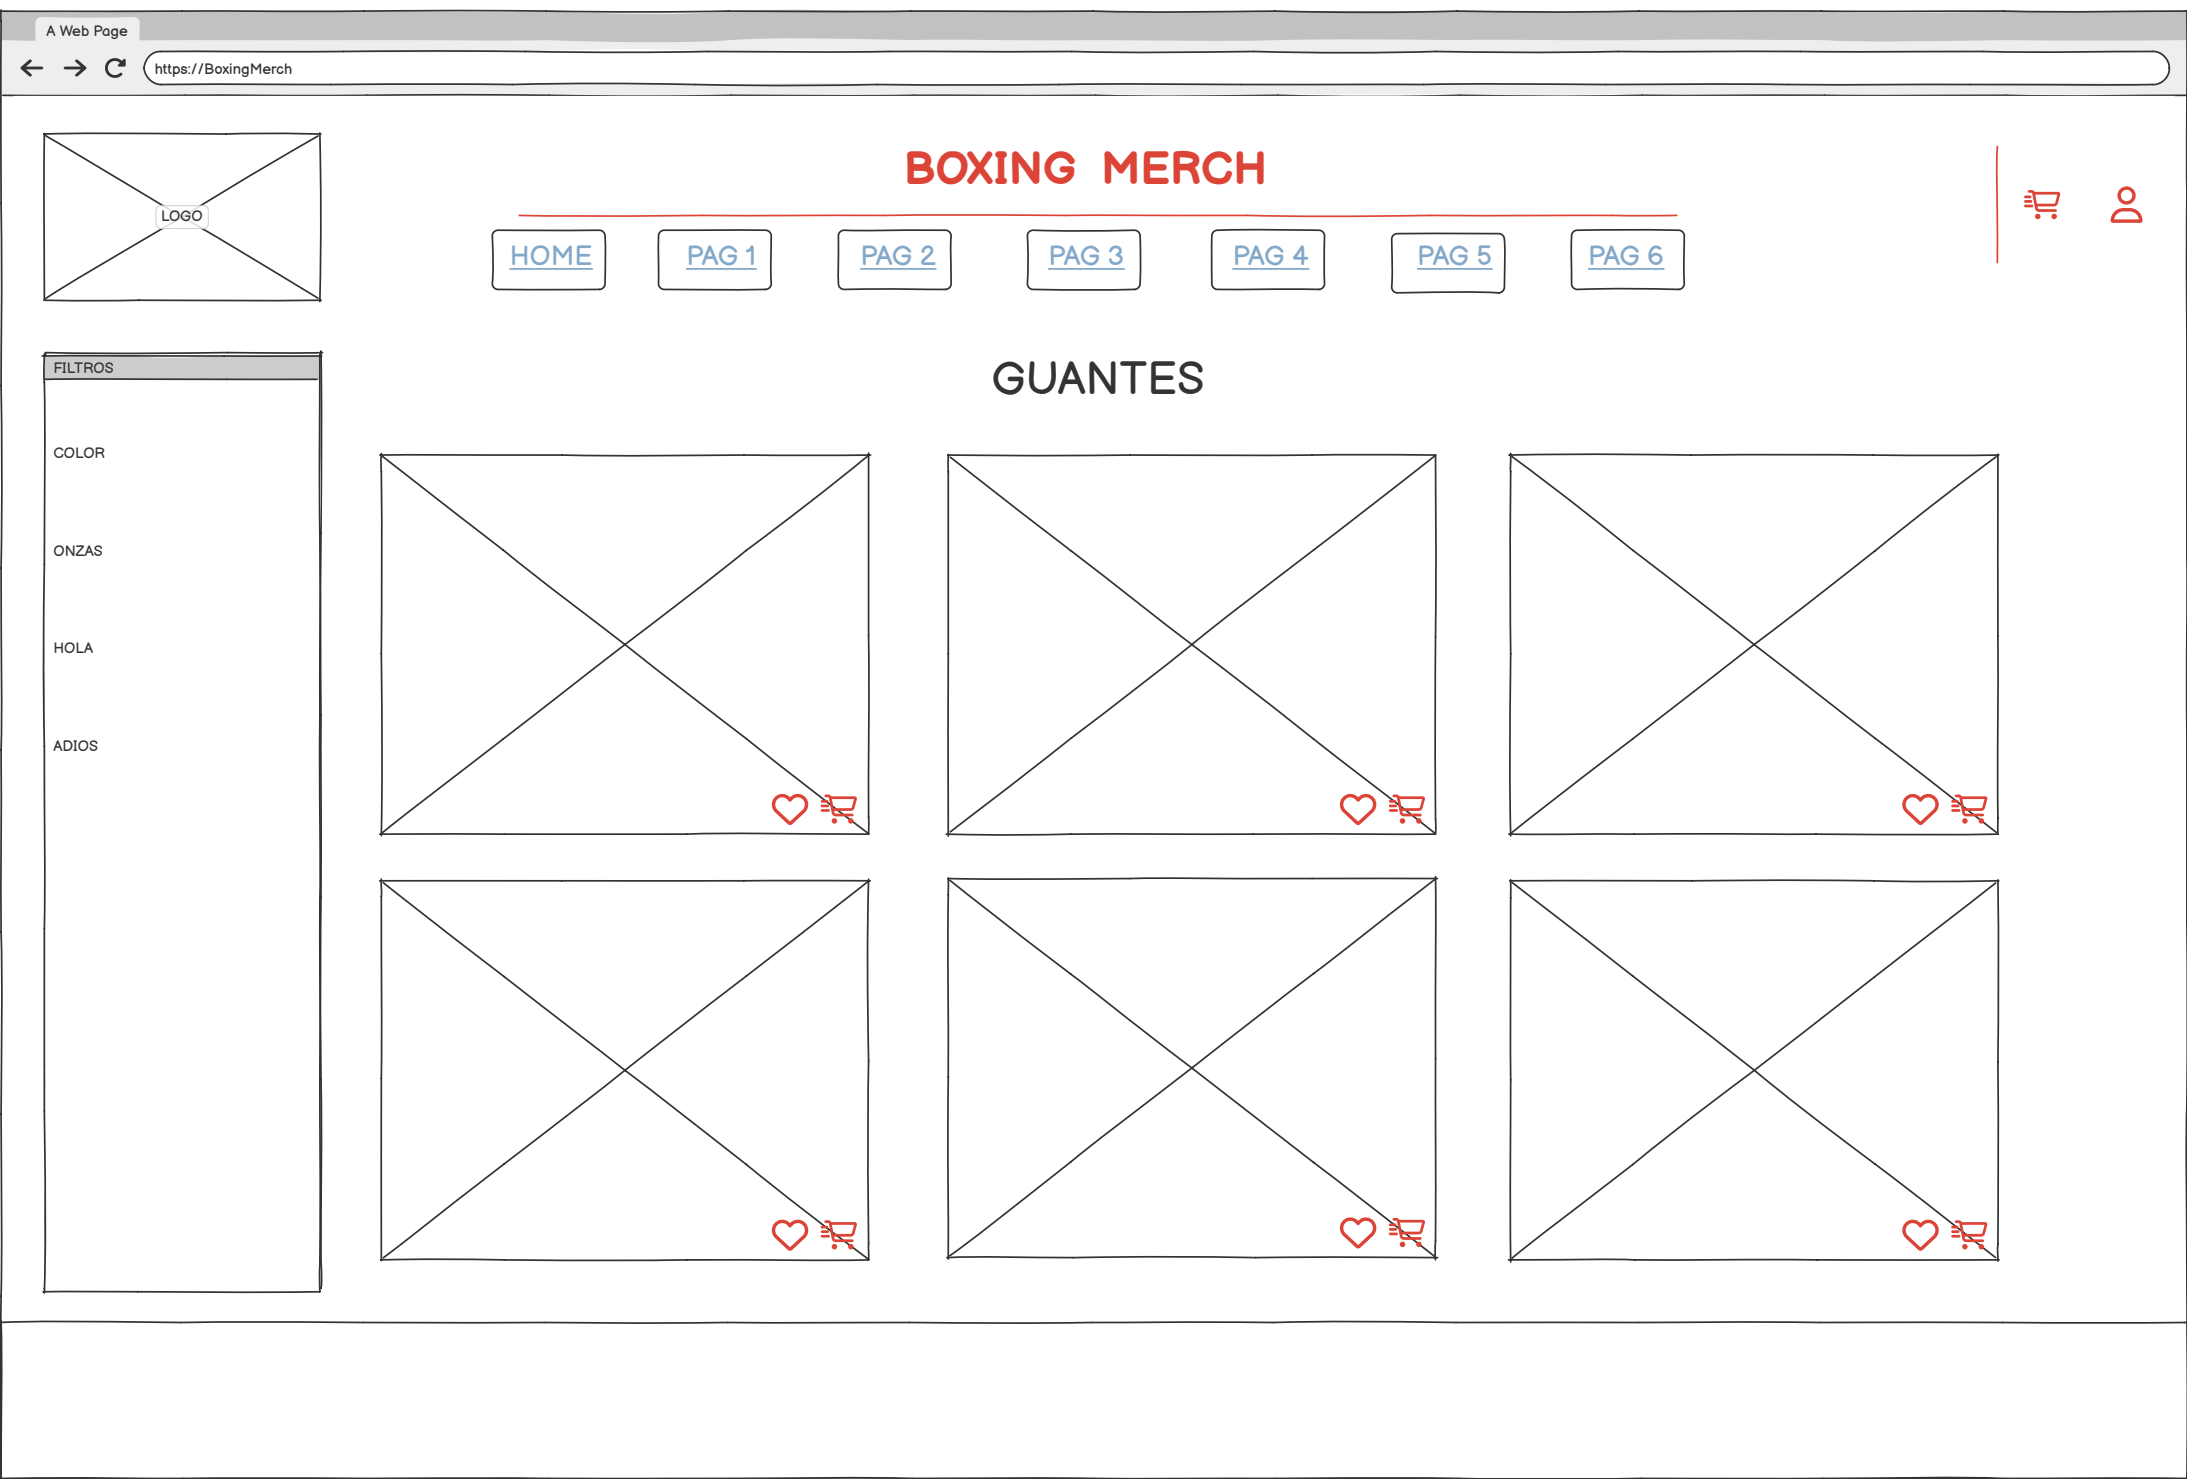 A Web Page
https://BoxingMerch
LOGO
BOXING MERCH
HOME PAG 1 PAG 2 PAG 3 PAG 4 PAG 5 PAG 6
FILTROS
COLOR
ONZAS
HOLA
ADIOS
GUANTES